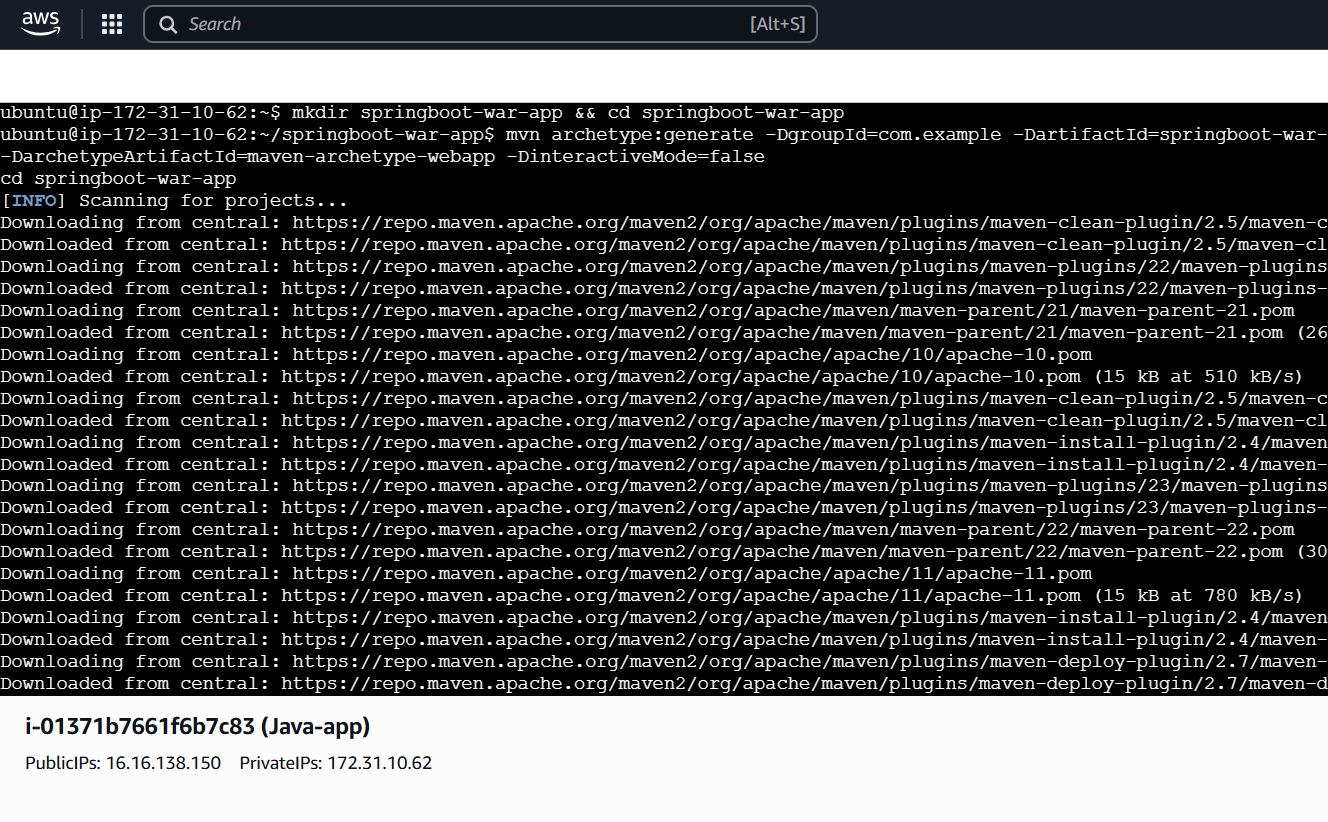 aws
Search [Alt+S]
ubuntu@ip-172-31-10-62:~$ mkdir springboot-war-app && cd springboot-war-app
ubuntu@ip-172-31-10-62:~/springboot-war-app$ mvn archetype:generate -DgroupId=com.example -DartifactId=springboot-war-
-DarchetypeArtifactId=maven-archetype-webapp -DinteractiveMode=false
cd springboot-war-app
[INFO] Scanning for projects...
Downloading from central: https://repo.maven.apache.org/maven2/org/apache/maven/plugins/maven-clean-plugin/2.5/maven-c
Downloaded from central: https://repo.maven.apache.org/maven2/org/apache/maven/plugins/maven-clean-plugin/2.5/maven-cl
Downloading from central: https://repo.maven.apache.org/maven2/org/apache/maven/plugins/maven-plugins/22/maven-plugins
Downloaded from central: https://repo.maven.apache.org/maven2/org/apache/maven/plugins/maven-plugins/22/maven-plugins-
Downloading from central: https://repo.maven.apache.org/maven2/org/apache/maven/maven-parent/21/maven-parent-21.pom
Downloaded from central: https://repo.maven.apache.org/maven2/org/apache/maven/maven-parent/21/maven-parent-21.pom (26
Downloading from central: https://repo.maven.apache.org/maven2/org/apache/apache/10/apache-10.pom
Downloaded from central: https://repo.maven.apache.org/maven2/org/apache/apache/10/apache-10.pom (15 kB at 510 kB/s)
Downloading from central: https://repo.maven.apache.org/maven2/org/apache/maven/plugins/maven-clean-plugin/2.5/maven-c
Downloaded from central: https://repo.maven.apache.org/maven2/org/apache/maven/plugins/maven-clean-plugin/2.5/maven-cl
Downloading from central: https://repo.maven.apache.org/maven2/org/apache/maven/plugins/maven-install-plugin/2.4/maven
Downloaded from central: https://repo.maven.apache.org/maven2/org/apache/maven/plugins/maven-install-plugin/2.4/maven-
Downloading from central: https://repo.maven.apache.org/maven2/org/apache/maven/plugins/maven-plugins/23/maven-plugins
Downloaded from central: https://repo.maven.apache.org/maven2/org/apache/maven/plugins/maven-plugins/23/maven-plugins-
Downloading from central: https://repo.maven.apache.org/maven2/org/apache/maven/maven-parent/22/maven-parent-22.pom
Downloaded from central: https://repo.maven.apache.org/maven2/org/apache/maven/maven-parent/22/maven-parent-22.pom (30
Downloading from central: https://repo.maven.apache.org/maven2/org/apache/apache/11/apache-11.pom
Downloaded from central: https://repo.maven.apache.org/maven2/org/apache/apache/11/apache-11.pom (15 kB at 780 kB/s)
Downloading from central: https://repo.maven.apache.org/maven2/org/apache/maven/plugins/maven-install-plugin/2.4/maven
Downloaded from central: https://repo.maven.apache.org/maven2/org/apache/maven/plugins/maven-install-plugin/2.4/maven-
Downloading from central: https://repo.maven.apache.org/maven2/org/apache/maven/plugins/maven-deploy-plugin/2.7/maven-
Downloaded from central: https://repo.maven.apache.org/maven2/org/apache/maven/plugins/maven-deploy-plugin/2.7/maven-d
i-01371b7661f6b7c83 (Java-app)
PublicIPs: 16.16.138.150 PrivateIPs: 172.31.10.62